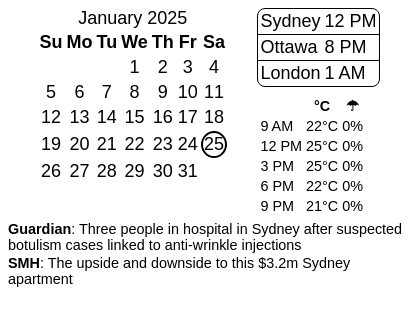 January 2025
Su Mo Tu We Th Fr Sa
1 2 3 4
5 6 7 8 9 10 11
12 13 14 15 16 17 18
19 20 21 22 23 24 25
26 27 28 29 30 31
Sydney 12 PM
Ottawa 8 PM
London 1 AM
°C ☂
9 AM 22°C 0%
12 PM 25°C 0%
3 PM 25°C 0%
6 PM 22°C 0%
9 PM 21°C 0%
Guardian: Three people in hospital in Sydney after suspected
botulism cases linked to anti-wrinkle injections
SMH: The upside and downside to this $3.2m Sydney
apartment